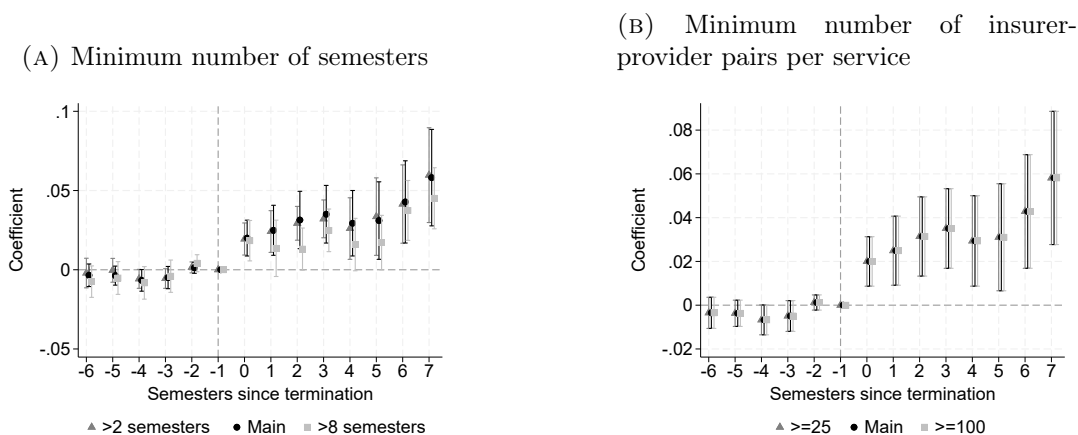 (A) Minimum number of semesters
.1
.05
0
-.05
Coefficient
-6 -5 -4 -3 -2 -1 0 1 2 3 4 5 6 7
Semesters since termination
>2 semesters Main >8 semesters
(B) Minimum number of insurer-
provider pairs per service
.08
.06
.04
.02
0
-.02
Coefficient
-6 -5 -4 -3 -2 -1 0 1 2 3 4 5 6 7
Semesters since termination
>=25 Main >=100